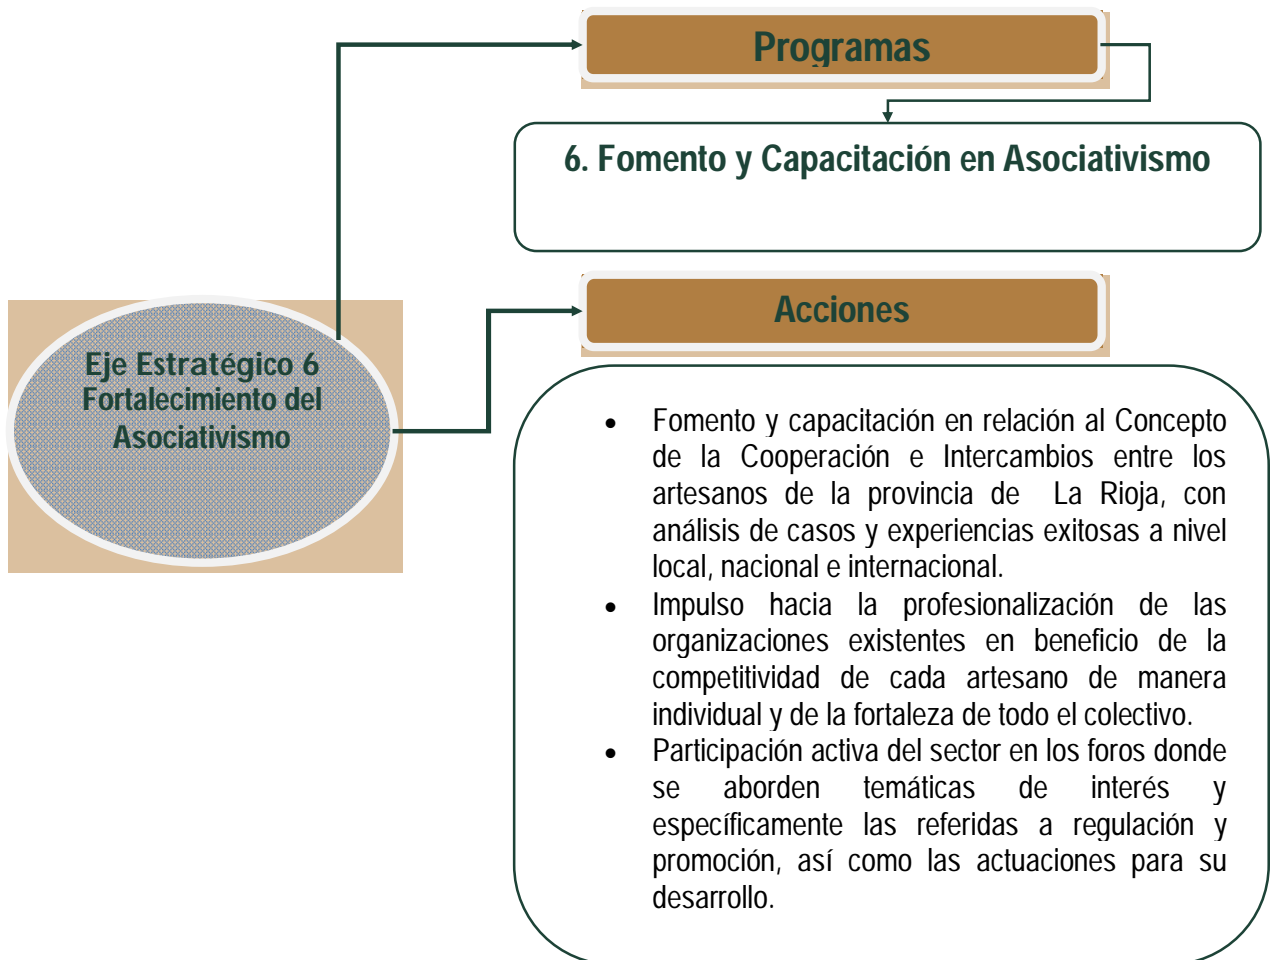 Programas
6. Fomento y Capacitación en Asociativismo
Eje Estratégico 6
Fortalecimiento del
Asociativismo
Acciones
• Fomento y capacitación en relación al Concepto
de la Cooperación e Intercambios entre los
artesanos de la provincia de La Rioja, con
análisis de casos y experiencias exitosas a nivel
local, nacional e internacional.
• Impulso hacia la profesionalización de las
organizaciones existentes en beneficio de la
competitividad de cada artesano de manera
individual y de la fortaleza de todo el colectivo.
• Participación activa del sector en los foros donde
se aborden temáticas de interés y
específicamente las referidas a regulación y
promoción, así como las actuaciones para su
desarrollo.